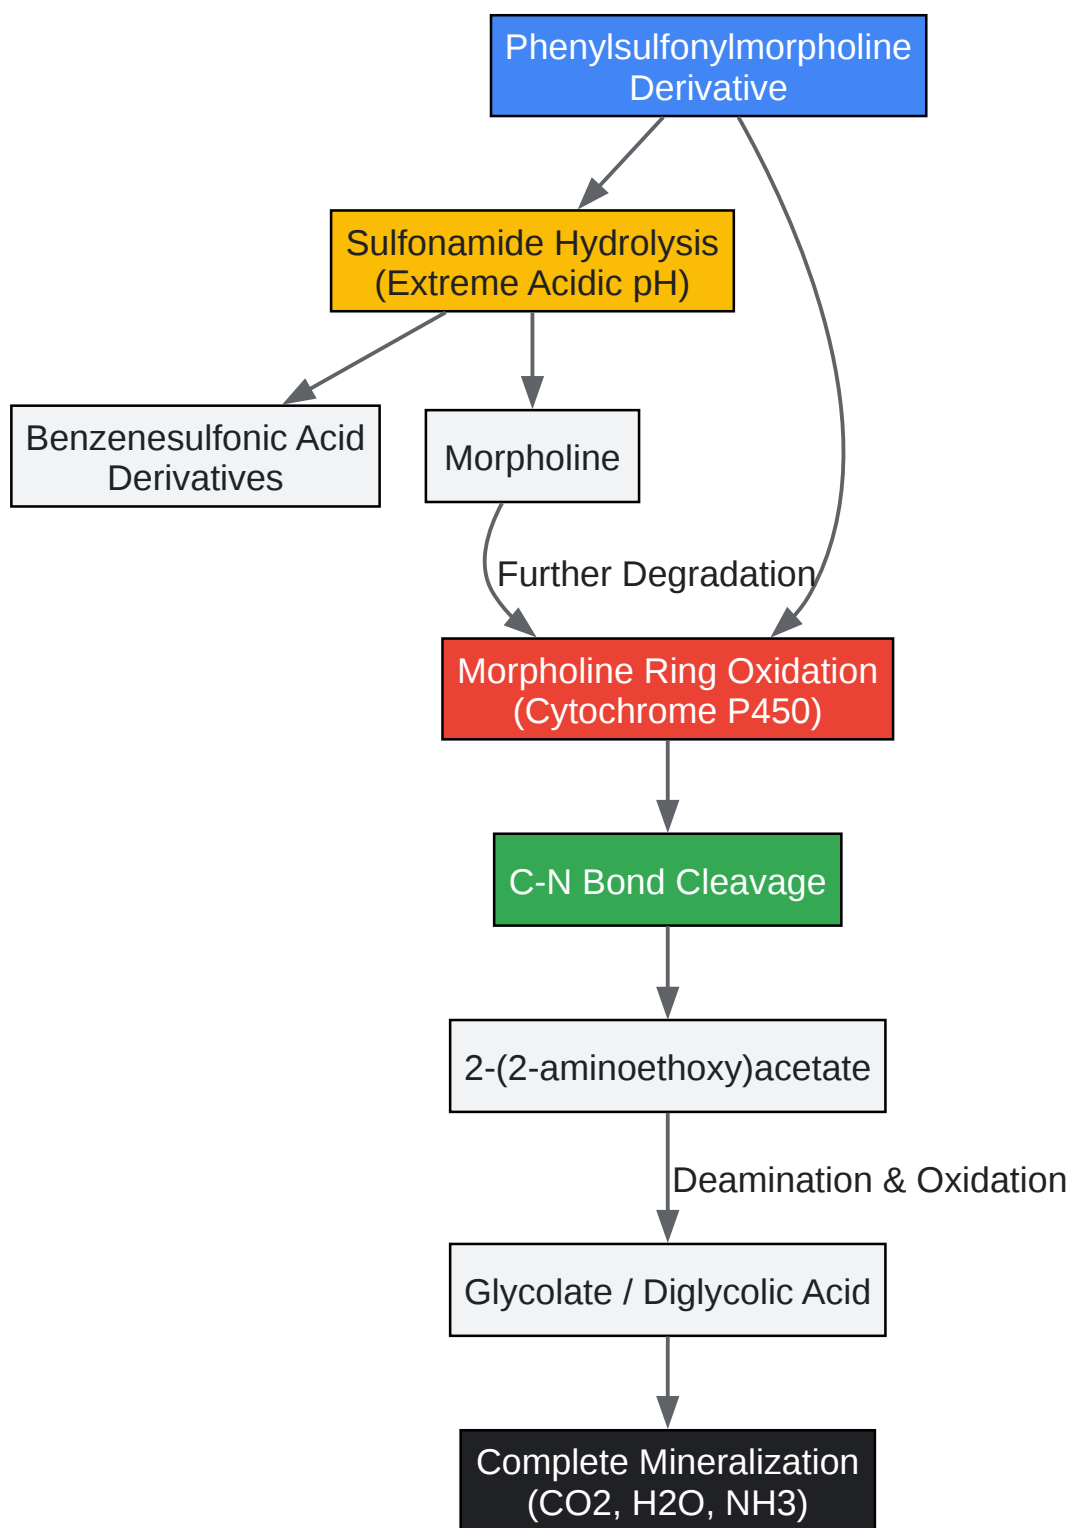 Phenylsulfonylmorpholine
Derivative
Sulfonamide Hydrolysis
(Extreme Acidic pH)
Benzenesulfonic Acid
Derivatives
Morpholine
Further Degradation
Morpholine Ring Oxidation
(Cytochrome P450)
C-N Bond Cleavage
2-(2-aminoethoxy)acetate
Deamination & Oxidation
Glycolate / Diglycolic Acid
Complete Mineralization
(CO2, H2O, NH3)